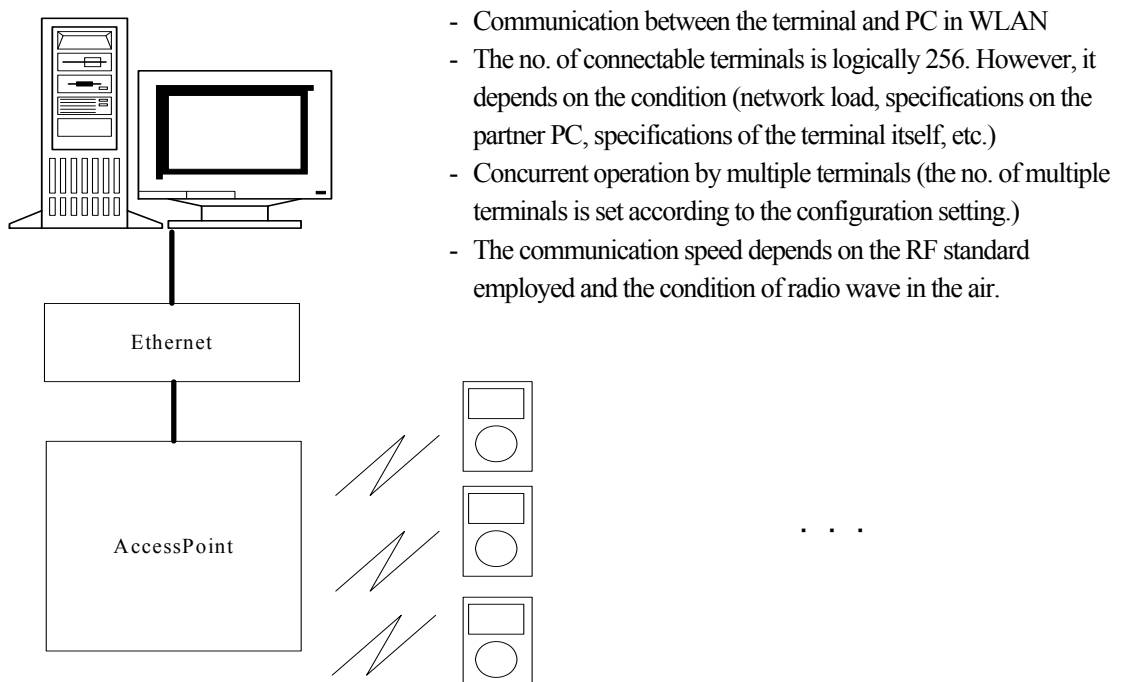 - Communication between the terminal and PC in WLAN
- The no. of connectable terminals is logically 256. However, it
depends on the condition (network load, specifications on the
partner PC, specifications of the terminal itself, etc.)
- Concurrent operation by multiple terminals (the no. of multiple
terminals is set according to the configuration setting.)
- The communication speed depends on the RF standard
employed and the condition of radio wave in the air.
Ethernet
AccessPoint
. . .